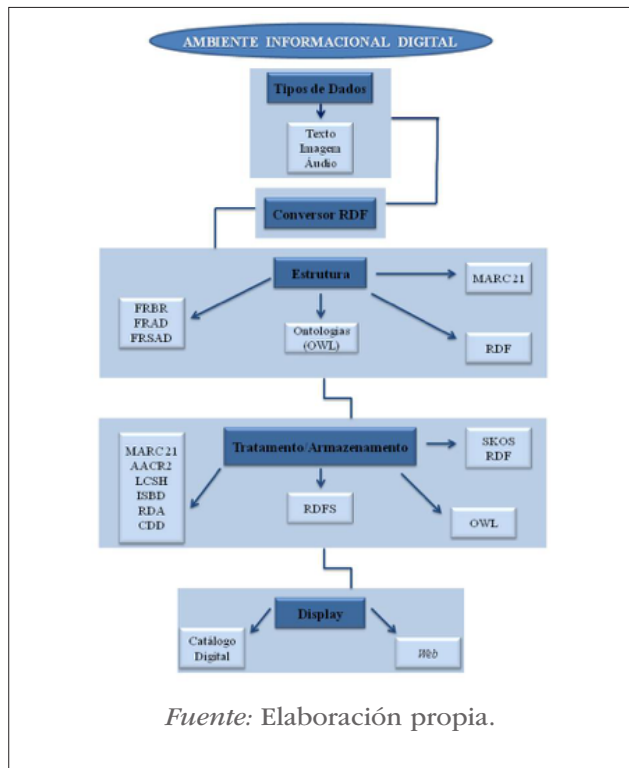 AMBIENTE INFORMACIONAL DIGITAL
Tipos de Dados
Texto
Imagem
Áudio
Conversor RDF
Estrutura
MARC21
FRBR
FRAD
FRSAD
Ontologias
(OWL)
RDF
Tratamento/Armazenamento
SKOS
RDF
MARC21
AACR2
LCSH
ISBD
RDA
CDD
RDFS
OWL
Display
Catálogo
Digital
Web
Fuente: Elaboración propia.